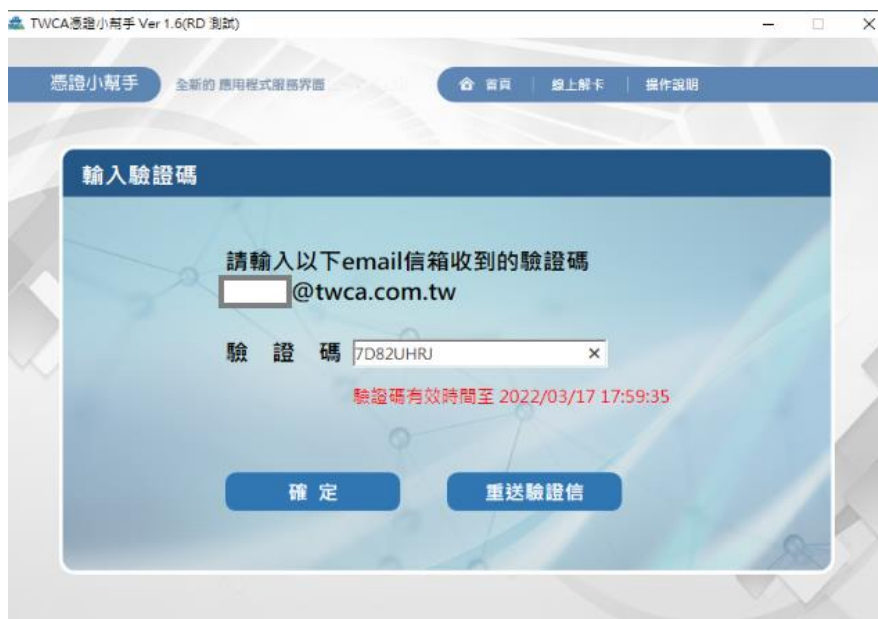 TWCA憑證小幫手 Ver 1.6(RD 測試)
憑證小幫手 全新的 應用程式服務界面 首頁 線上解卡 操作說明
輸入驗證碼
請輸入以下email信箱收到的驗證碼
@twca.com.tw
驗 證 碼 7D82UHRJ
驗證碼有效時間至 2022/03/17 17:59:35
確 定 重送驗證信